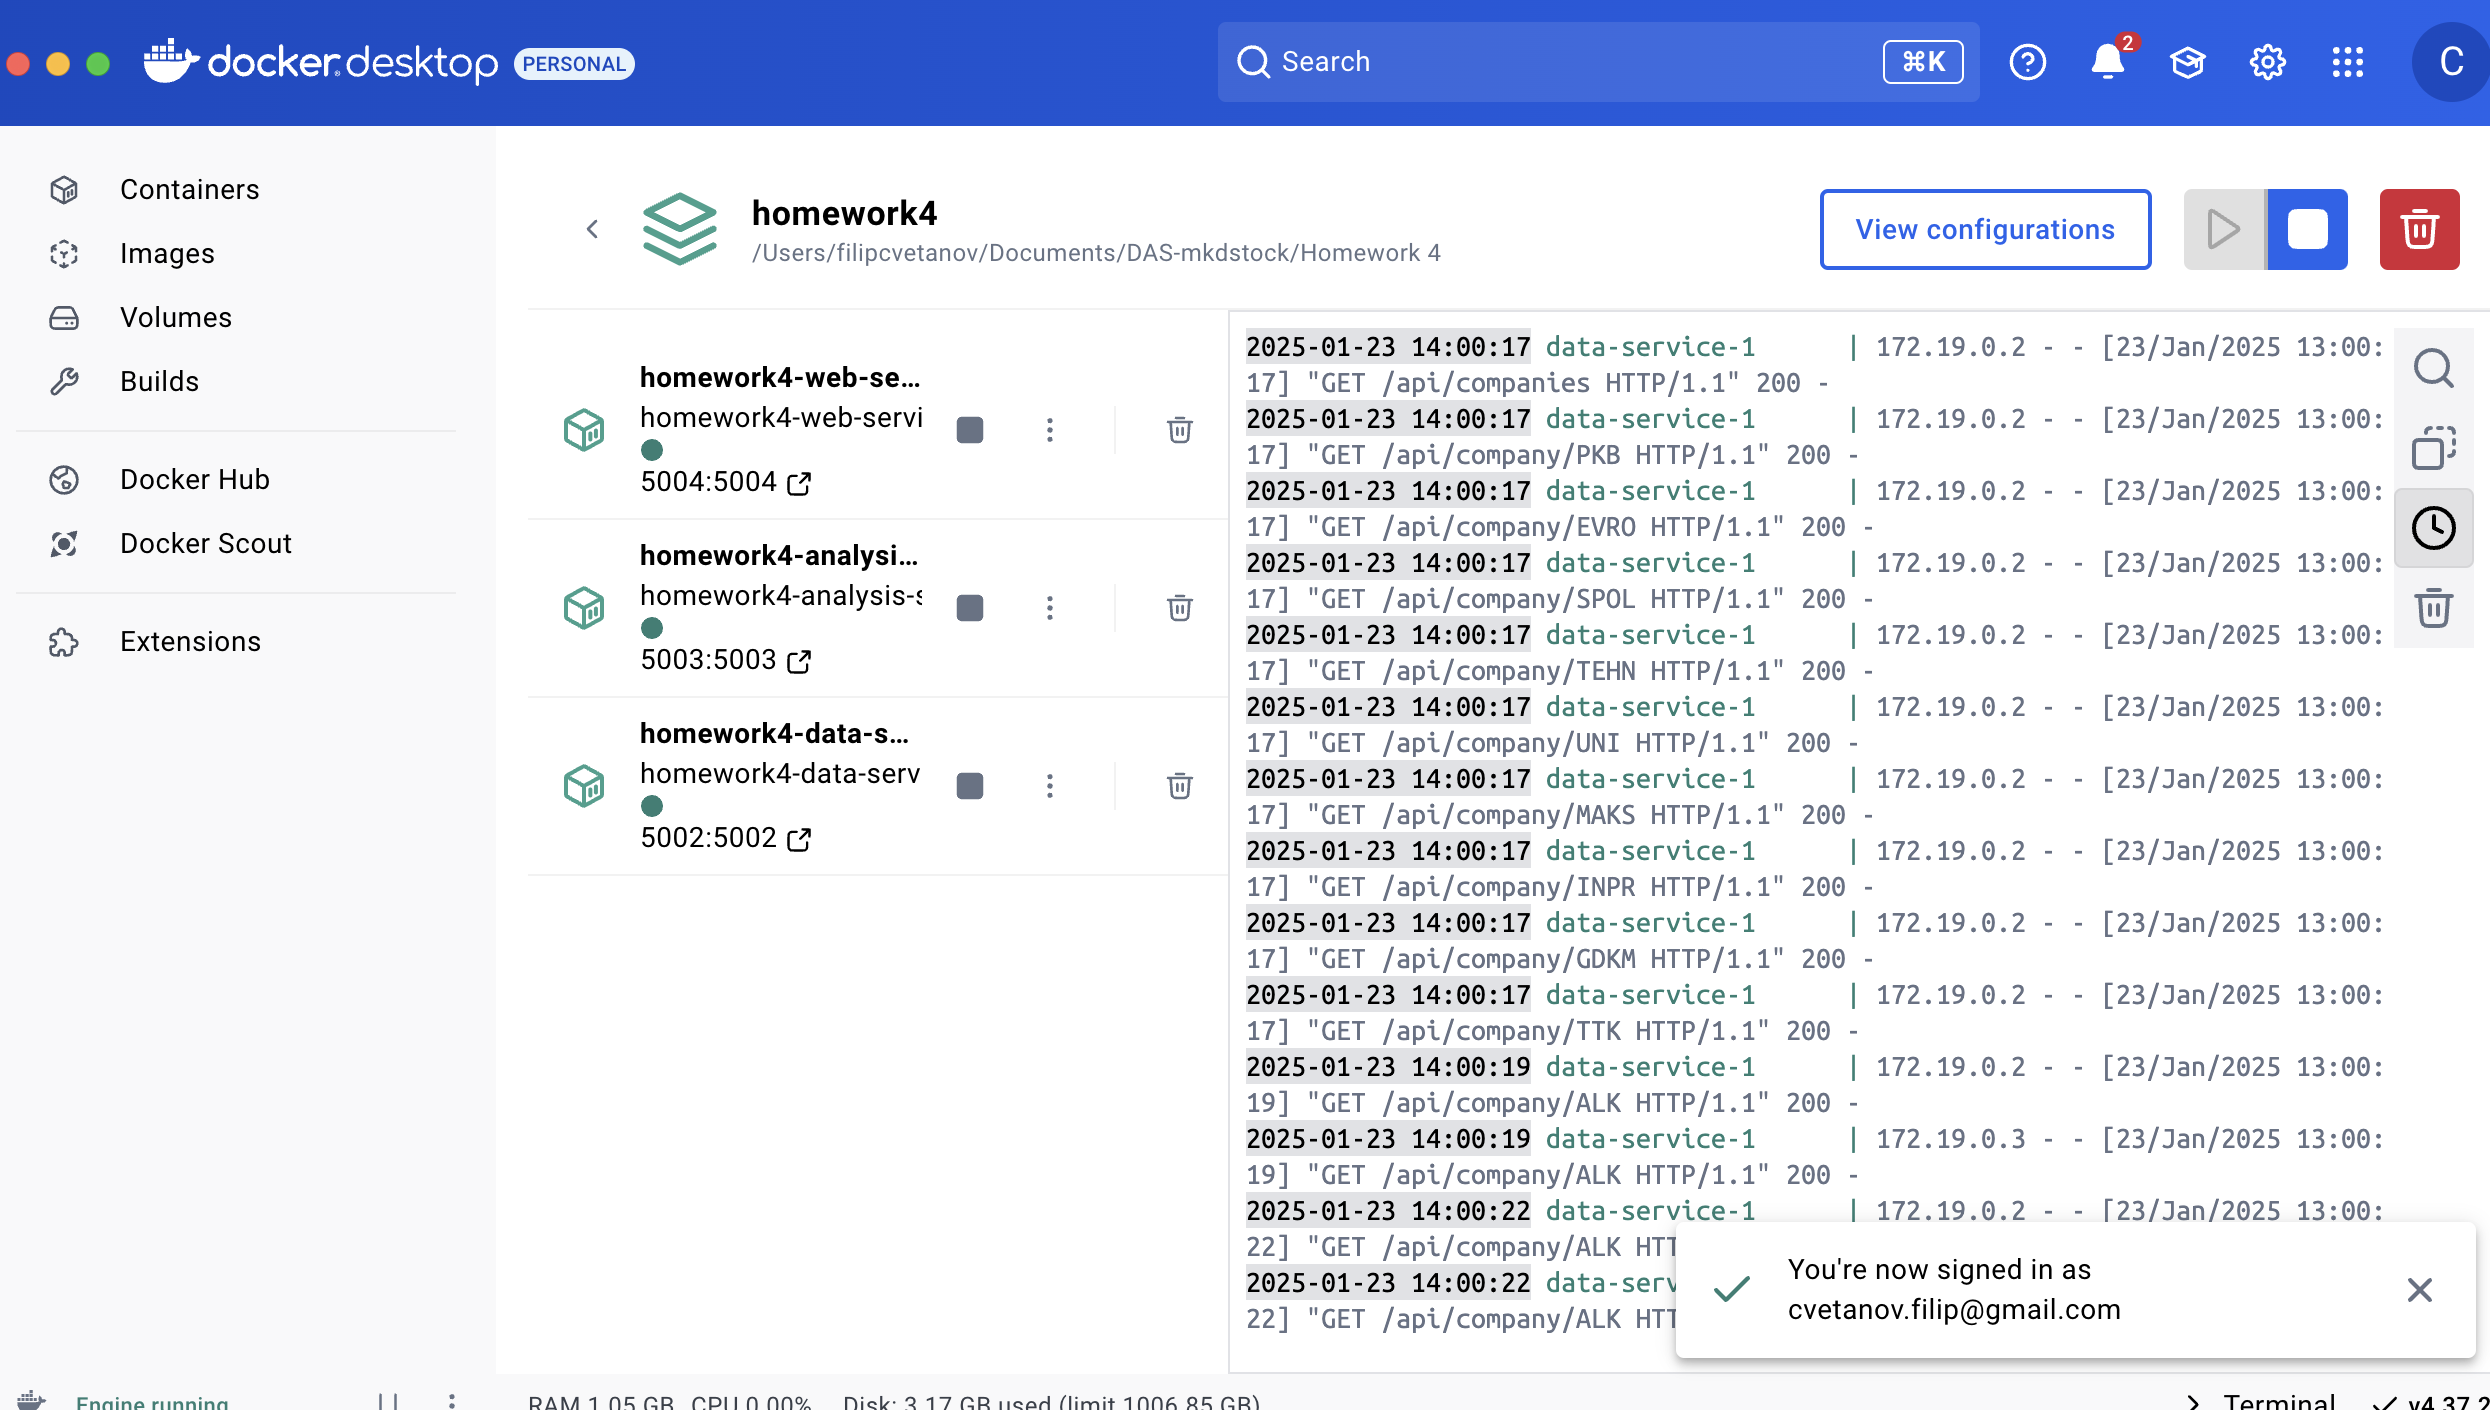 docker desktop PERSONAL
Search
⌘K
2
C
Containers
Images
Volumes
Builds
Docker Hub
Docker Scout
Extensions
homework4
/Users/filipcvetanov/Documents/DAS-mkdstock/Homework 4
View configurations
homework4-web-se...
homework4-web-servi
5004:5004
homework4-analysi...
homework4-analysis-s
5003:5003
homework4-data-s...
homework4-data-serv
5002:5002
2025-01-23 14:00:17 data-service-1 | 172.19.0.2 - - [23/Jan/2025 13:00:
17] "GET /api/companies HTTP/1.1" 200 -
2025-01-23 14:00:17 data-service-1 | 172.19.0.2 - - [23/Jan/2025 13:00:
17] "GET /api/company/PKB HTTP/1.1" 200 -
2025-01-23 14:00:17 data-service-1 | 172.19.0.2 - - [23/Jan/2025 13:00:
17] "GET /api/company/EVRO HTTP/1.1" 200 -
2025-01-23 14:00:17 data-service-1 | 172.19.0.2 - - [23/Jan/2025 13:00:
17] "GET /api/company/SPOL HTTP/1.1" 200 -
2025-01-23 14:00:17 data-service-1 | 172.19.0.2 - - [23/Jan/2025 13:00:
17] "GET /api/company/TEHN HTTP/1.1" 200 -
2025-01-23 14:00:17 data-service-1 | 172.19.0.2 - - [23/Jan/2025 13:00:
17] "GET /api/company/UNI HTTP/1.1" 200 -
2025-01-23 14:00:17 data-service-1 | 172.19.0.2 - - [23/Jan/2025 13:00:
17] "GET /api/company/MAKS HTTP/1.1" 200 -
2025-01-23 14:00:17 data-service-1 | 172.19.0.2 - - [23/Jan/2025 13:00:
17] "GET /api/company/INPR HTTP/1.1" 200 -
2025-01-23 14:00:17 data-service-1 | 172.19.0.2 - - [23/Jan/2025 13:00:
17] "GET /api/company/GDKM HTTP/1.1" 200 -
2025-01-23 14:00:17 data-service-1 | 172.19.0.2 - - [23/Jan/2025 13:00:
17] "GET /api/company/TTK HTTP/1.1" 200 -
2025-01-23 14:00:19 data-service-1 | 172.19.0.2 - - [23/Jan/2025 13:00:
19] "GET /api/company/ALK HTTP/1.1" 200 -
2025-01-23 14:00:19 data-service-1 | 172.19.0.3 - - [23/Jan/2025 13:00:
19] "GET /api/company/ALK HTTP/1.1" 200 -
2025-01-23 14:00:22 data-service-1 | 172.19.0.2 - - [23/Jan/2025 13:00:
22] "GET /api/company/ALK HTT
2025-01-23 14:00:22 data-serv
22] "GET /api/company/ALK HTT
You're now signed in as
cvetanov.filip@gmail.com
Engine running
RAM 1.05 GB CPU 0.00% Disk: 3.17 GB used (limit 1006.85 GB)
Terminal
v4.37.2